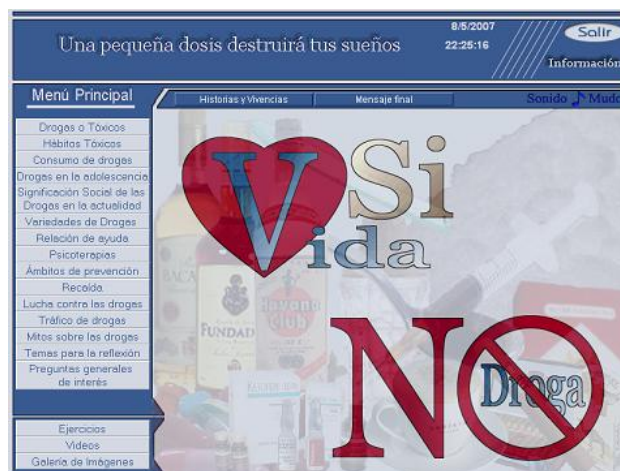 Una pequeña dosis destruirá tus sueños
8/5/2007
22:25:16
Salir
Información
Menú Principal
Historias y Vivencias
Mensaje final
Sonido
Mudo
Drogas o Tóxicos
Hábitos Tóxicos
Consumo de drogas
Drogas en la adolescencia
Significación Social de las
Drogas en la actualidad
Variedades de Drogas
Relación de ayuda
Psicoterapias
Ámbitos de prevención
Recaída
Lucha contra las drogas
Tráfico de drogas
Mitos sobre las drogas
Temas para la reflexión
Preguntas generales
de interés
Ejercicios
Videos
Galería de Imágenes
Si
Vida
BACA
FUNDAD
Havana
Club
NO
Droga